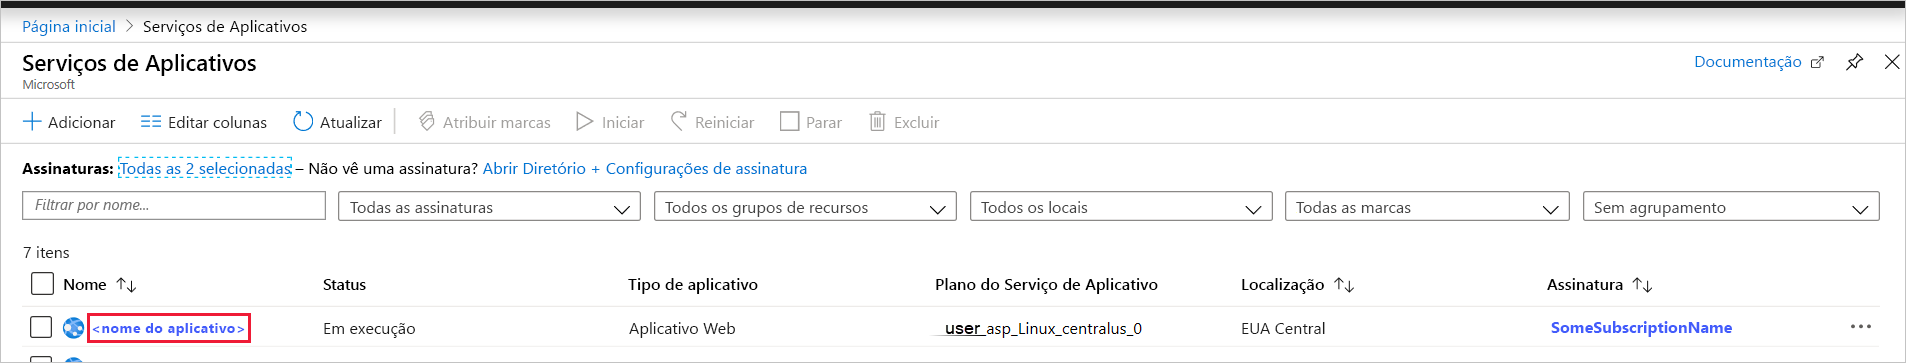 Página inicial > Serviços de Aplicativos
Serviços de Aplicativos
Microsoft
Documentação
Adicionar Editar colunas Atualizar Atribuir marcas Iniciar Reiniciar Parar Excluir
Assinaturas: Todas as 2 selecionadas – Não vê uma assinatura? Abrir Diretório + Configurações de assinatura
Filtrar por nome... Todas as assinaturas Todos os grupos de recursos Todos os locais Todas as marcas Sem agrupamento
7 itens
Nome Status Tipo de aplicativo Plano do Serviço de Aplicativo Localização Assinatura
<nome do aplicativo> Em execução Aplicativo Web user_asp_Linux_centralus_0 EUA Central SomeSubscriptionName